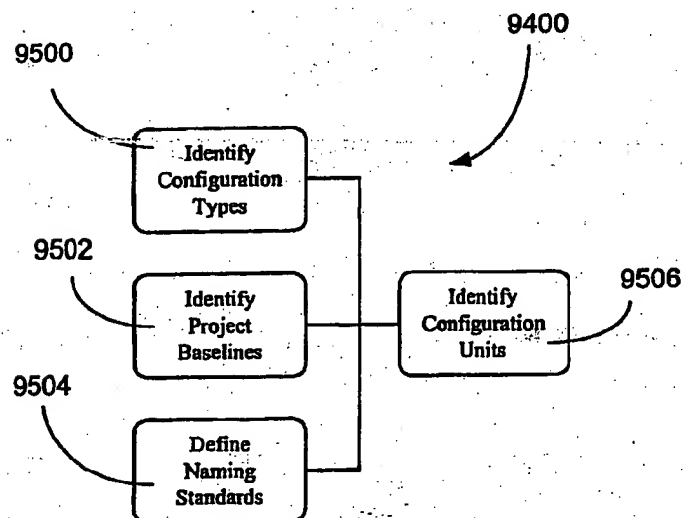 9500
9400
Identify
Configuration
Types
9502
Identify
Project
Baselines
9506
Identify
Configuration
Units
9504
Define
Naming
Standards